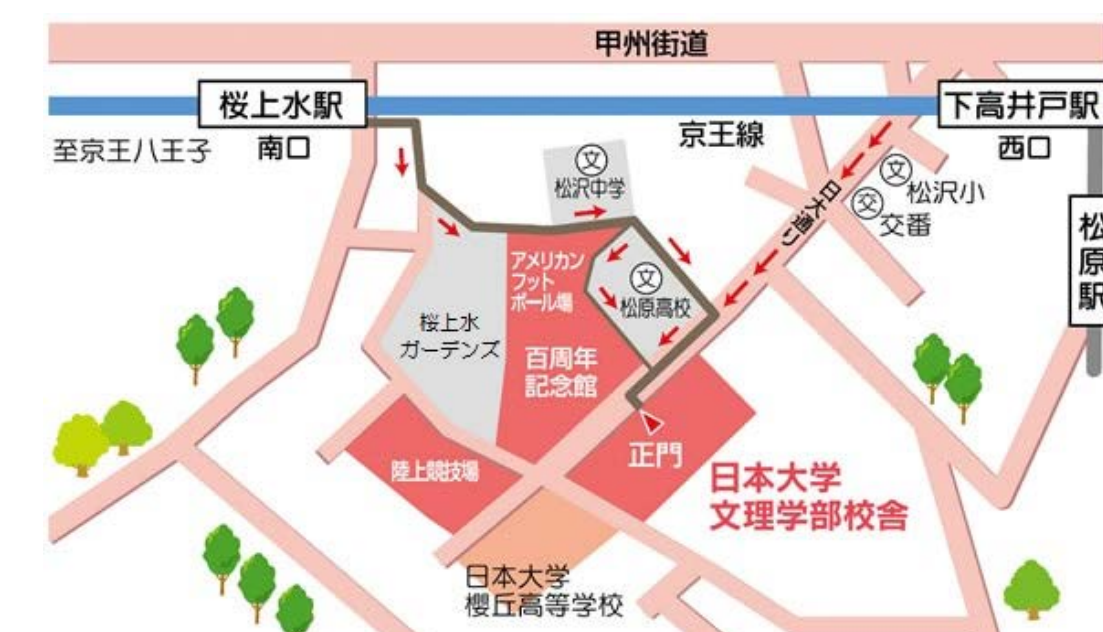 甲州街道
桜上水駅
下高井戸駅
至京王八王子
南口
京王線
西口
文
松沢中学
文
松沢小
交
交番
日大通り
松
原
駅
アメリカン
フット
ボール場
文
松原高校
桜上水
ガーデンズ
百周年
記念館
正門
陸上競技場
日本大学
文理学部校舎
日本大学
櫻丘高等学校